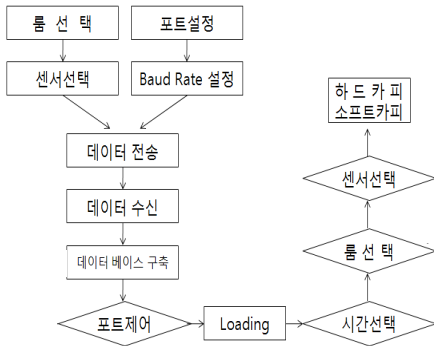 룸 선 택
포트설정
센서선택
Baud Rate 설정
데이터 전송
데이터 수신
데이터 베이스 구축
포트제어
Loading
시간선택
룸 선 택
센서선택
하 드 카 피
소프트카피